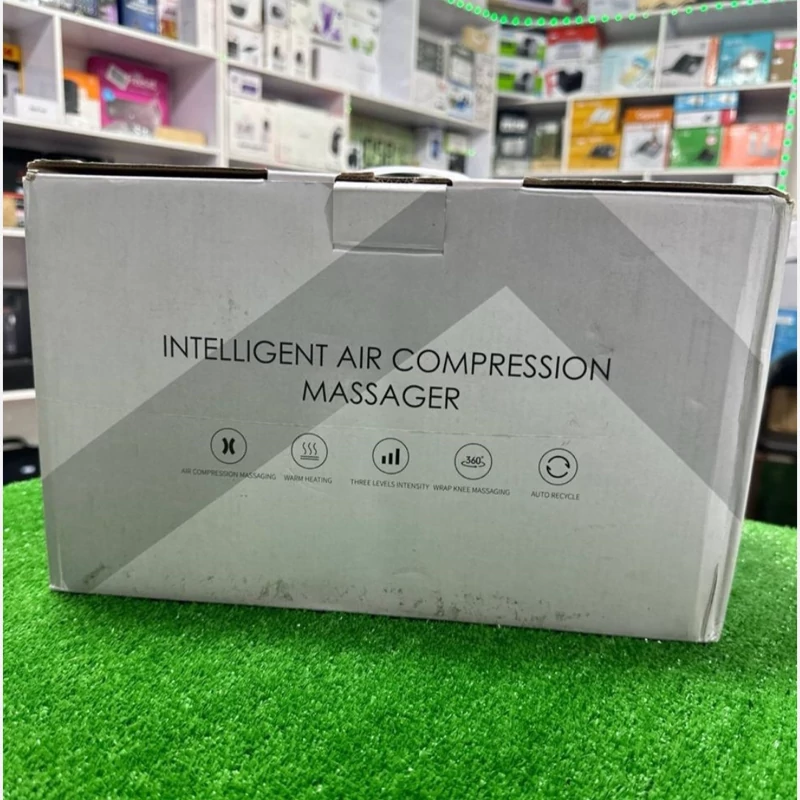 INTELLIGENT AIR COMPRESSION
MASSAGER
360°
AIR COMPRESSION MASSAGING
WARM HEATING
THREE LEVELS INTENSITY
WRAP KNEE MASSAGING
AUTO RECYCLE